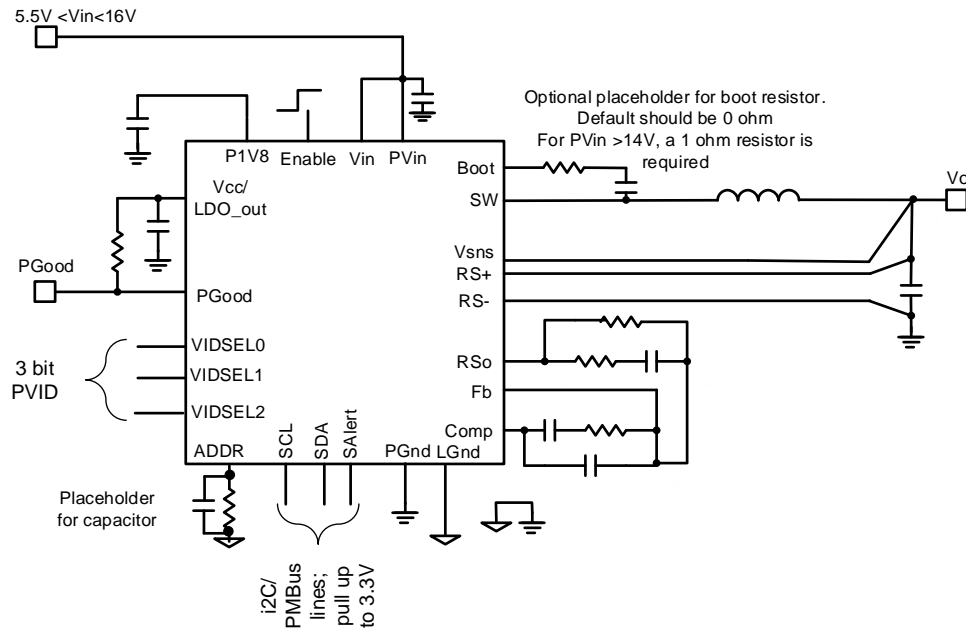 5.5V <Vin<16V
Optional placeholder for boot resistor.
Default should be 0 ohm
For PVin >14V, a 1 ohm resistor is
required
P1V8
Enable
Vin
PVin
Boot
Vcc/
LDO_out
SW
Vo
Vsns
RS+
PGood
PGood
RS-
VIDSEL0
3 bit
PVID
VIDSEL1
VIDSEL2
RSo
Fb
Comp
ADDR
SCL
SDA
SAlert
PGnd
LGnd
Placeholder
for capacitor
i2C/
PMBus
lines;
pull up
to 3.3V